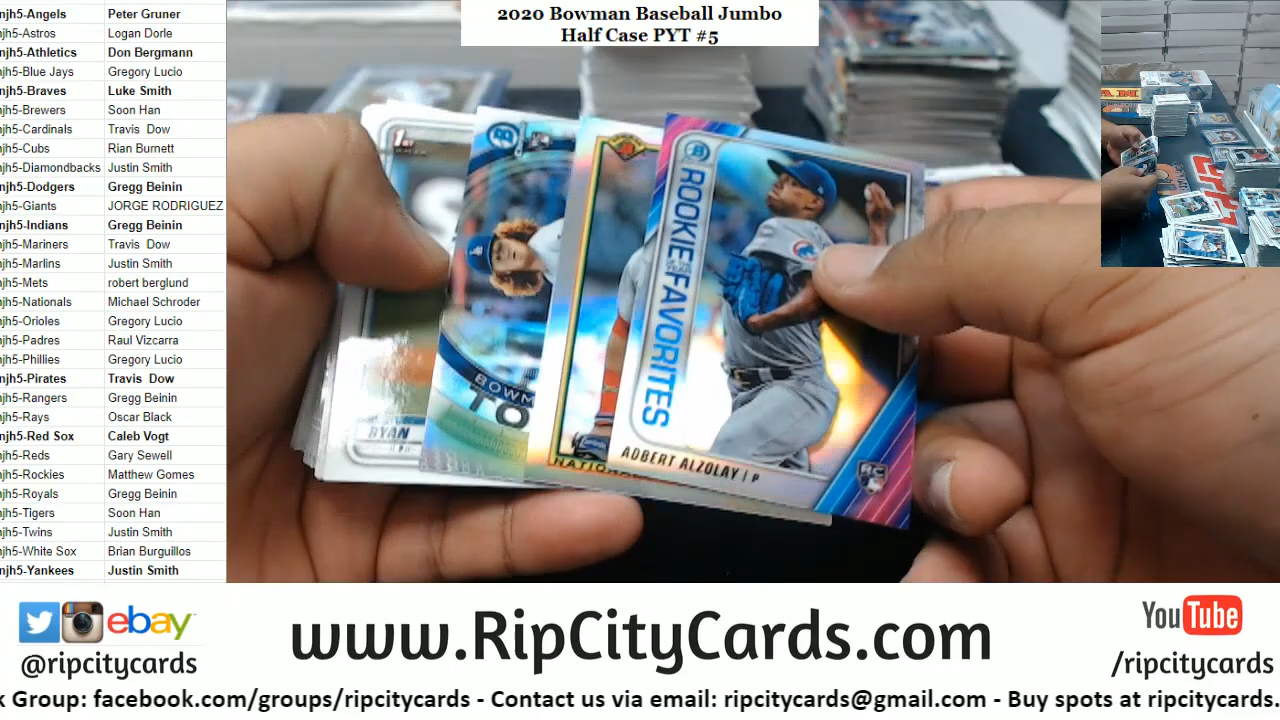 2020 Bowman Baseball Jumbo
Half Case PYT #5
njh5-Angels Peter Gruner
njh5-Astros Logan Dorle
njh5-Athletics Don Bergmann
njh5-Blue Jays Gregory Lucio
njh5-Braves Luke Smith
njh5-Brewers Soon Han
njh5-Cardinals Travis Dow
njh5-Cubs Rian Burnett
njh5-Diamondbacks Justin Smith
njh5-Dodgers Gregg Beinin
njh5-Giants JORGE RODRIGUEZ
njh5-Indians Gregg Beinin
njh5-Mariners Travis Dow
njh5-Marlins Justin Smith
njh5-Mets robert berglund
njh5-Nationals Michael Schroder
njh5-Orioles Gregory Lucio
njh5-Padres Raul Vizcarra
njh5-Phillies Gregory Lucio
njh5-Pirates Travis Dow
njh5-Rangers Gregg Beinin
njh5-Rays Oscar Black
njh5-Red Sox Caleb Vogt
njh5-Reds Gary Sewell
njh5-Rockies Matthew Gomes
njh5-Royals Gregg Beinin
njh5-Tigers Soon Han
njh5-Twins Justin Smith
njh5-White Sox Brian Burguillos
njh5-Yankees Justin Smith
1ST
RYAN
BOWM
TO
NATIONA
ROOKIE OF THE YEAR FAVORITES
ADBERT ALZOLAY | P
RC
ebay
@ripcitycards
www.RipCityCards.com
YouTube
/ripcitycards
k Group: facebook.com/groups/ripcitycards - Contact us via email: ripcitycards@gmail.com - Buy spots at ripcitycards.